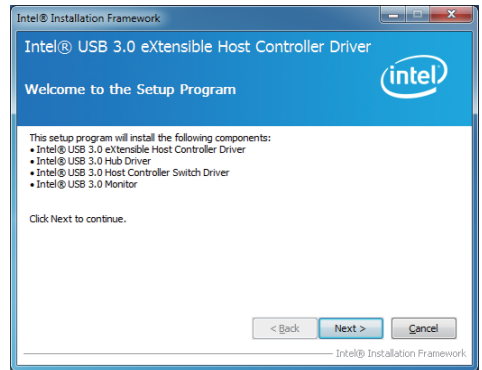 Intel® Installation Framework
Intel® USB 3.0 eXtensible Host Controller Driver
intel
Welcome to the Setup Program
This setup program will install the following components:
• Intel® USB 3.0 eXtensible Host Controller Driver
• Intel® USB 3.0 Hub Driver
• Intel® USB 3.0 Host Controller Switch Driver
• Intel® USB 3.0 Monitor
Click Next to continue.
< Back Next > Cancel
Intel® Installation Framework